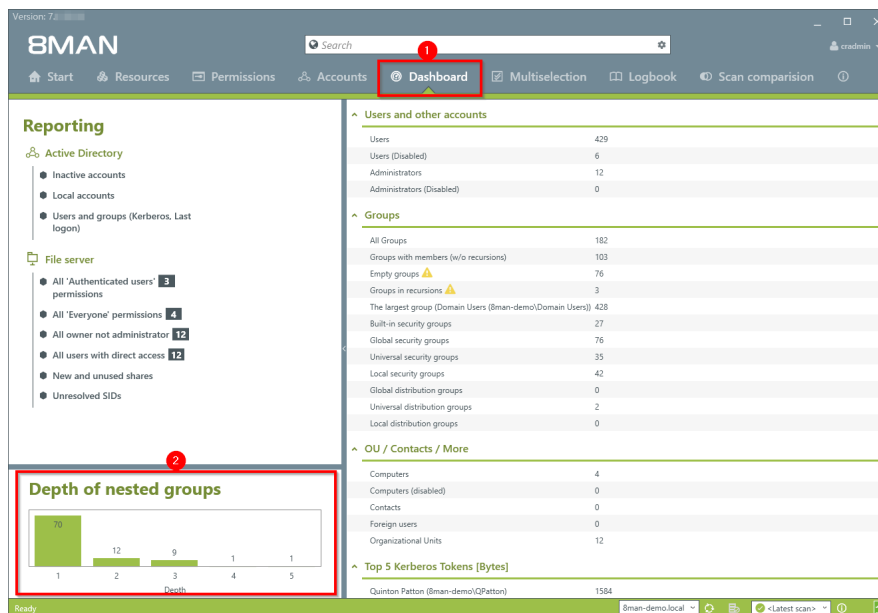 Version: 7.
8MAN
Search
1
cradmin
Start
Resources
Permissions
Accounts
Dashboard
Multiselection
Logbook
Scan comparision
Reporting
Active Directory
Inactive accounts
Local accounts
Users and groups (Kerberos, Last
logon)
File server
All 'Authenticated users' 3
permissions
All 'Everyone' permissions 4
All owner not administrator 12
All users with direct access 12
New and unused shares
Unresolved SIDs
2
Depth of nested groups
70 12 9 1 1
1 2 3 4 5
Depth
Users and other accounts
Users 429
Users (Disabled) 6
Administrators 12
Administrators (Disabled) 0
Groups
All Groups 182
Groups with members (w/o recursions) 103
Empty groups 76
Groups in recursions 3
The largest group (Domain Users (8man-demo\Domain Users)) 428
Built-in security groups 27
Global security groups 76
Universal security groups 35
Local security groups 42
Global distribution groups 0
Universal distribution groups 2
Local distribution groups 0
OU / Contacts / More
Computers 4
Computers (disabled) 0
Contacts 0
Foreign users 0
Organizational Units 12
Top 5 Kerberos Tokens [Bytes]
Quinton Patton (8man-demo\QPatton) 1584
Ready
8man-demo.local
<Latest scan>